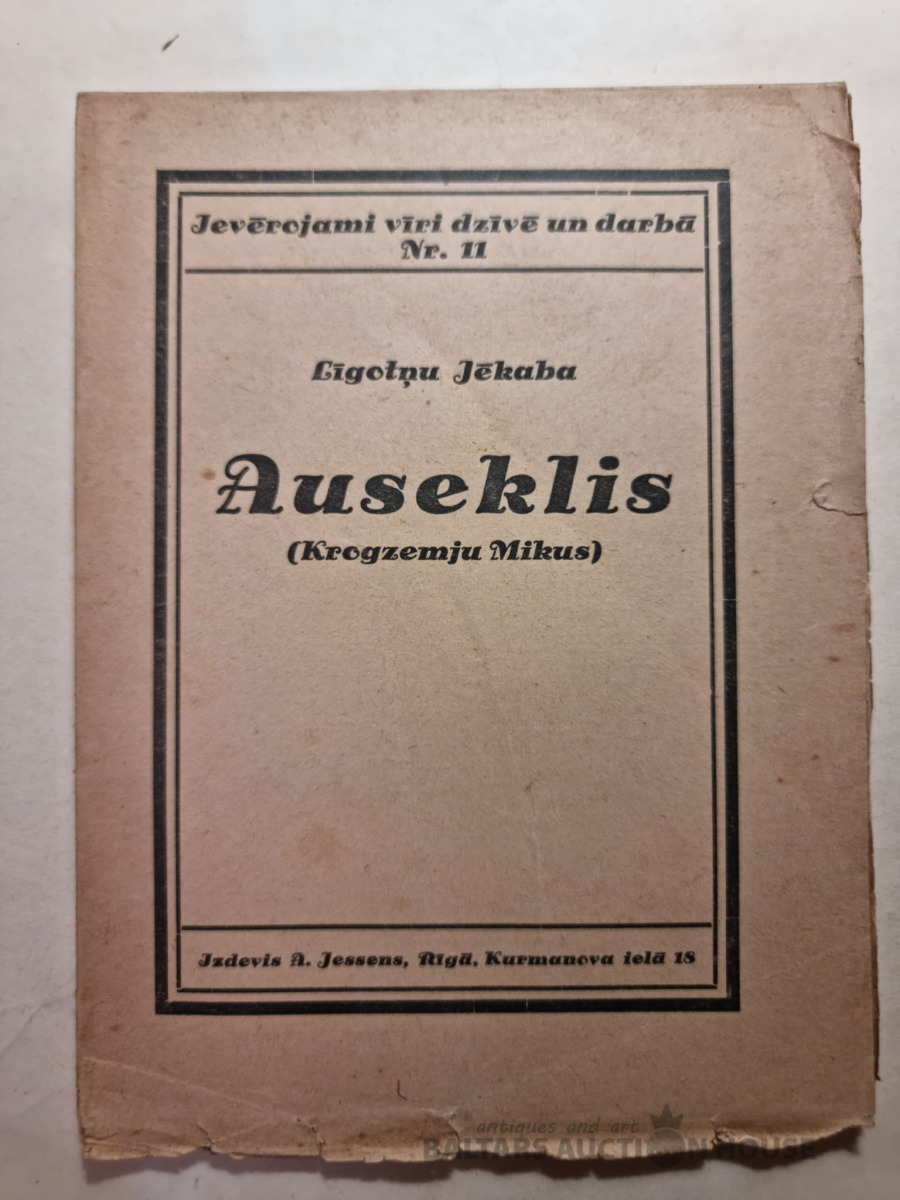 Ievērojami vīri dzīvē un darbā
Nr. 11
Līgotņu Jēkaba
Auseklis
(Krogzemju Mikus)
Izdevis A. Jessens, Rīgā, Kurmanova ielā 18
antiques and art
BALTARS AUCTION HOUSE